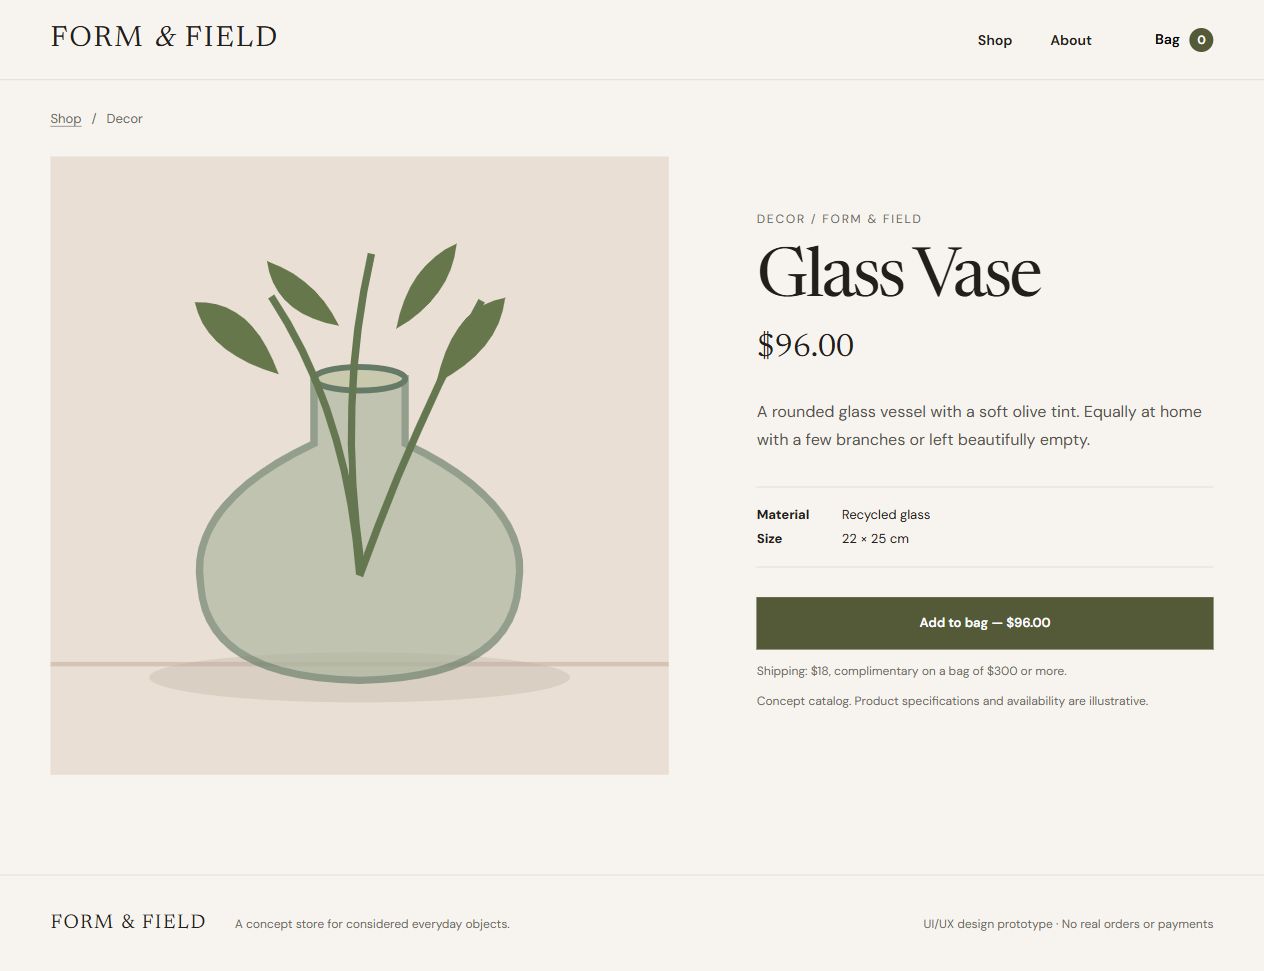 FORM & FIELD
Shop
About
Bag 0
Shop / Decor
DECOR / FORM & FIELD
Glass Vase
$96.00
A rounded glass vessel with a soft olive tint. Equally at home
with a few branches or left beautifully empty.
Material Recycled glass
Size 22 × 25 cm
Add to bag — $96.00
Shipping: $18, complimentary on a bag of $300 or more.
Concept catalog. Product specifications and availability are illustrative.
FORM & FIELD
A concept store for considered everyday objects.
UI/UX design prototype · No real orders or payments